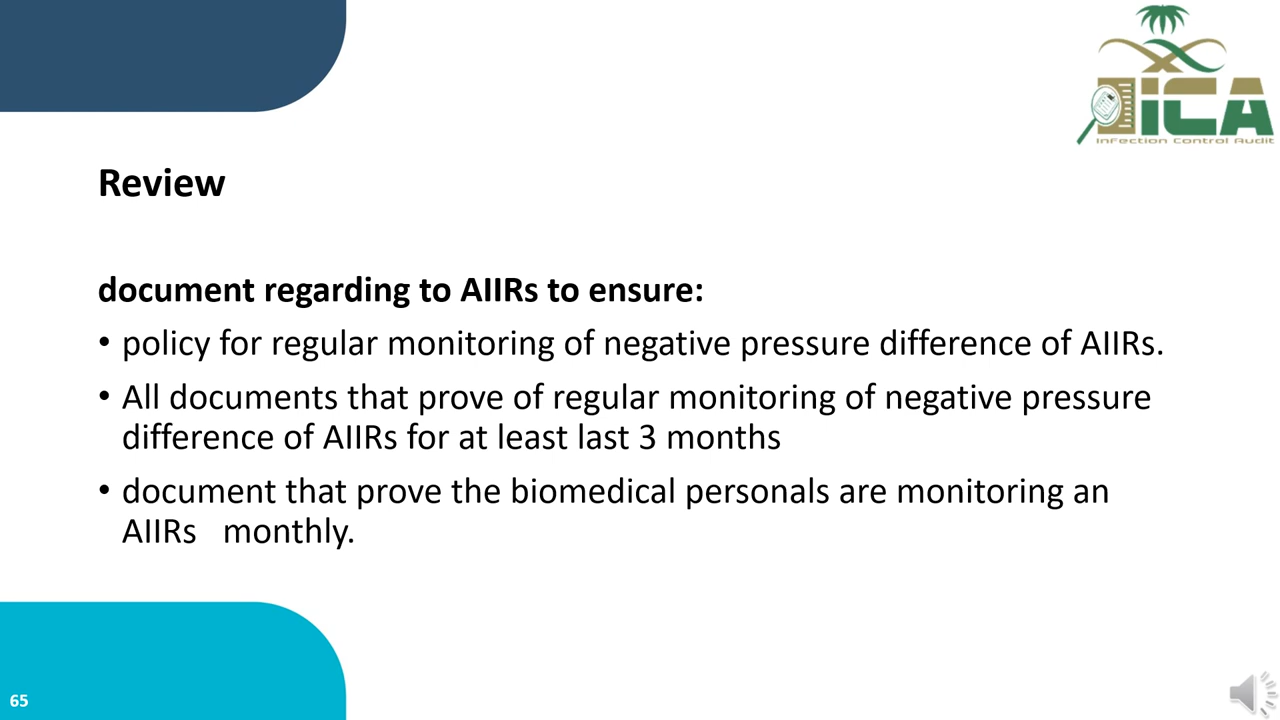 iCA
InFection Control Audit
Review
document regarding to AIIRs to ensure:
• policy for regular monitoring of negative pressure difference of AIIRs.
• All documents that prove of regular monitoring of negative pressure
difference of AIIRs for at least last 3 months
• document that prove the biomedical personals are monitoring an
AIIRs   monthly.
65